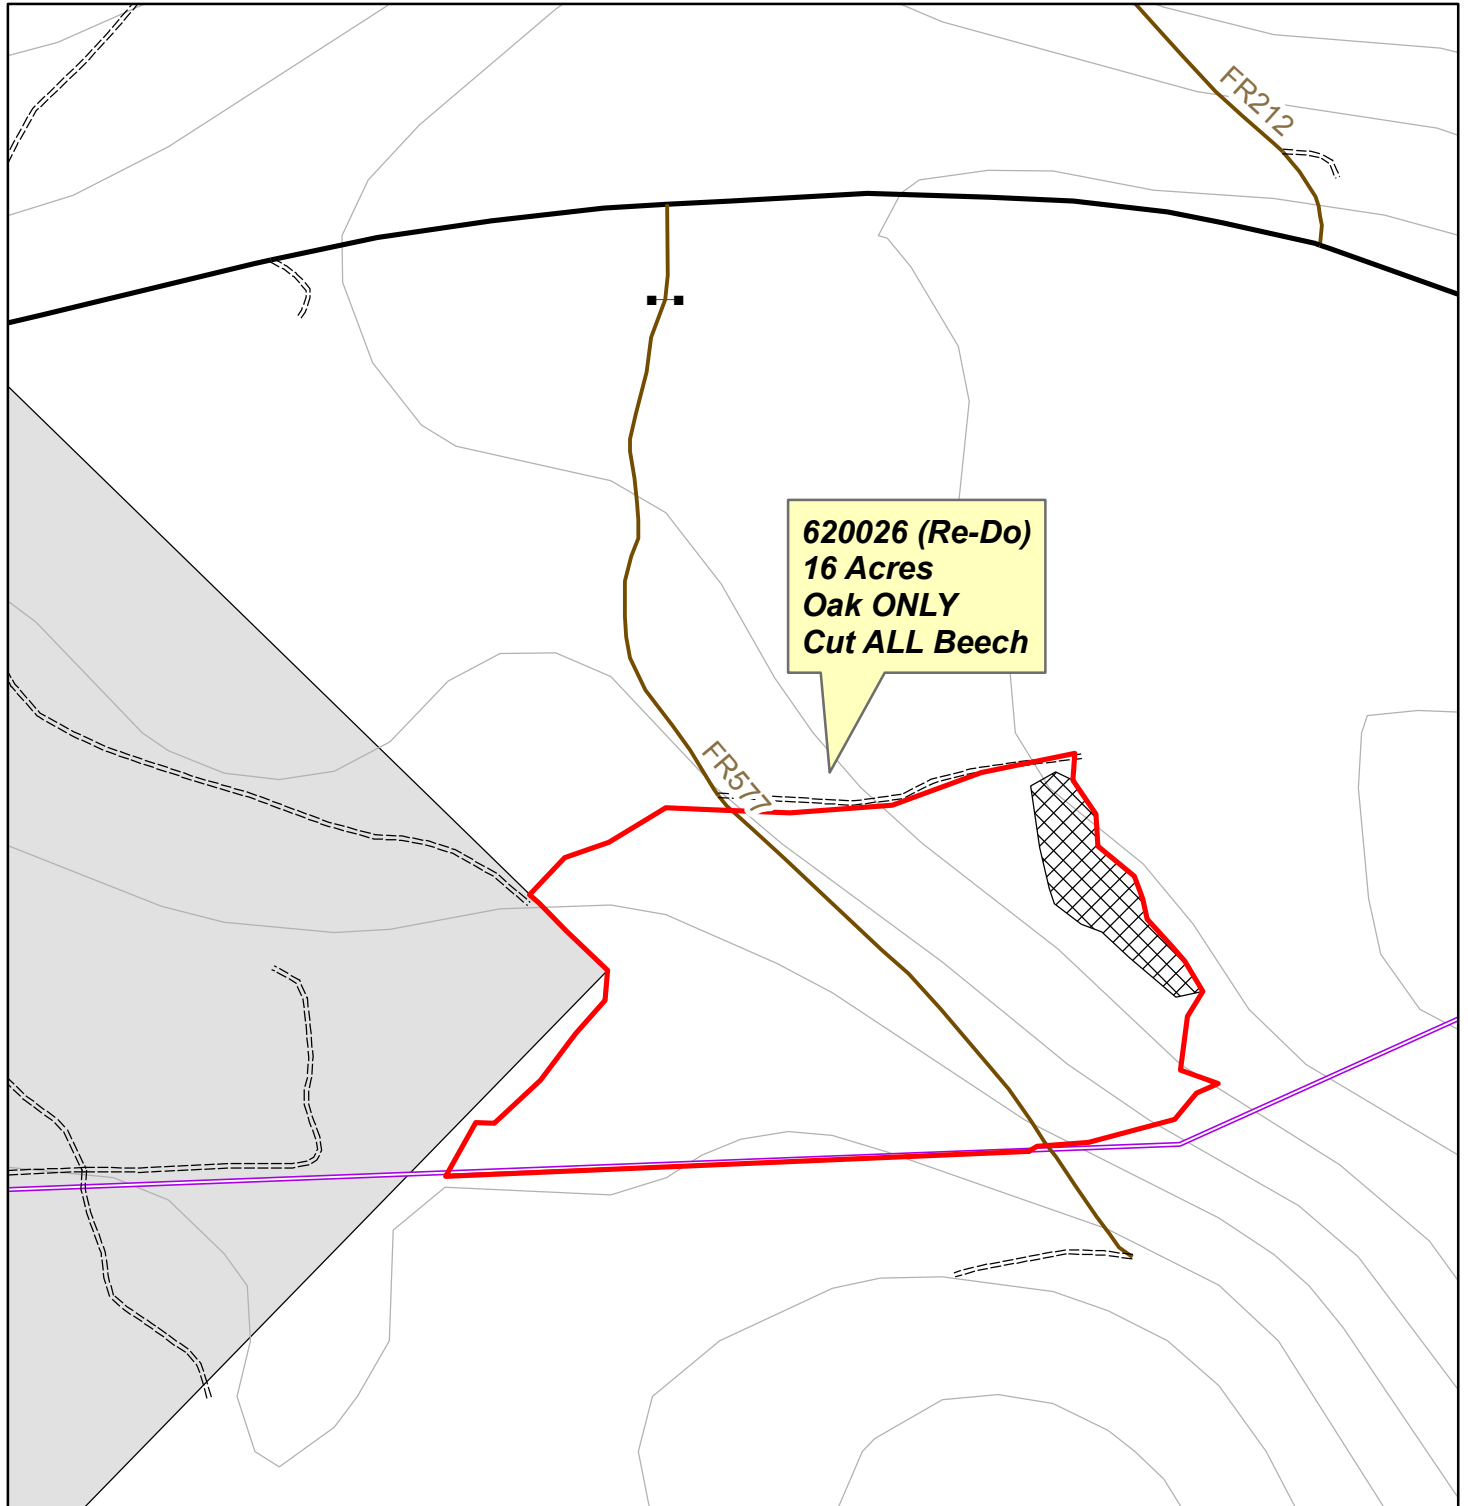 FR212
620026 (Re-Do)
16 Acres
Oak ONLY
Cut ALL Beech
FR577